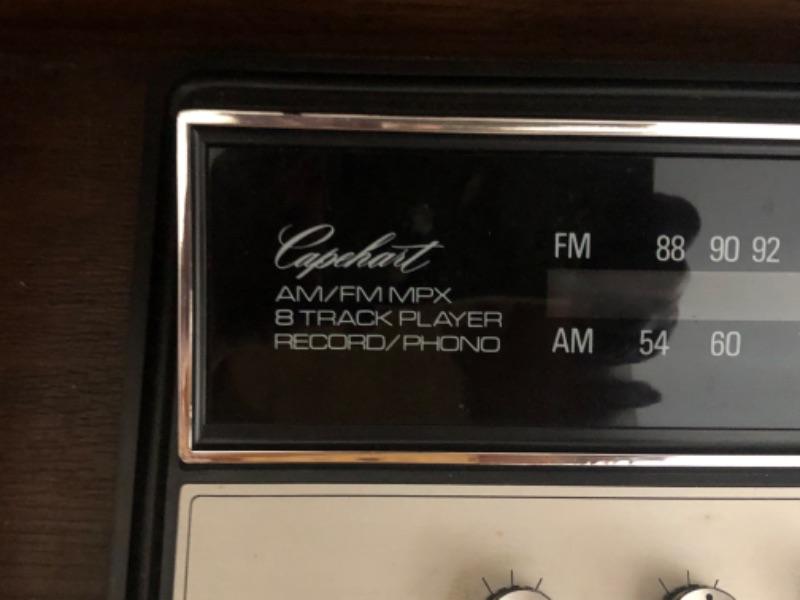 Capehart
AM/FM MPX
8 TRACK PLAYER
RECORD/PHONO
FM 88 90 92
AM 54 60